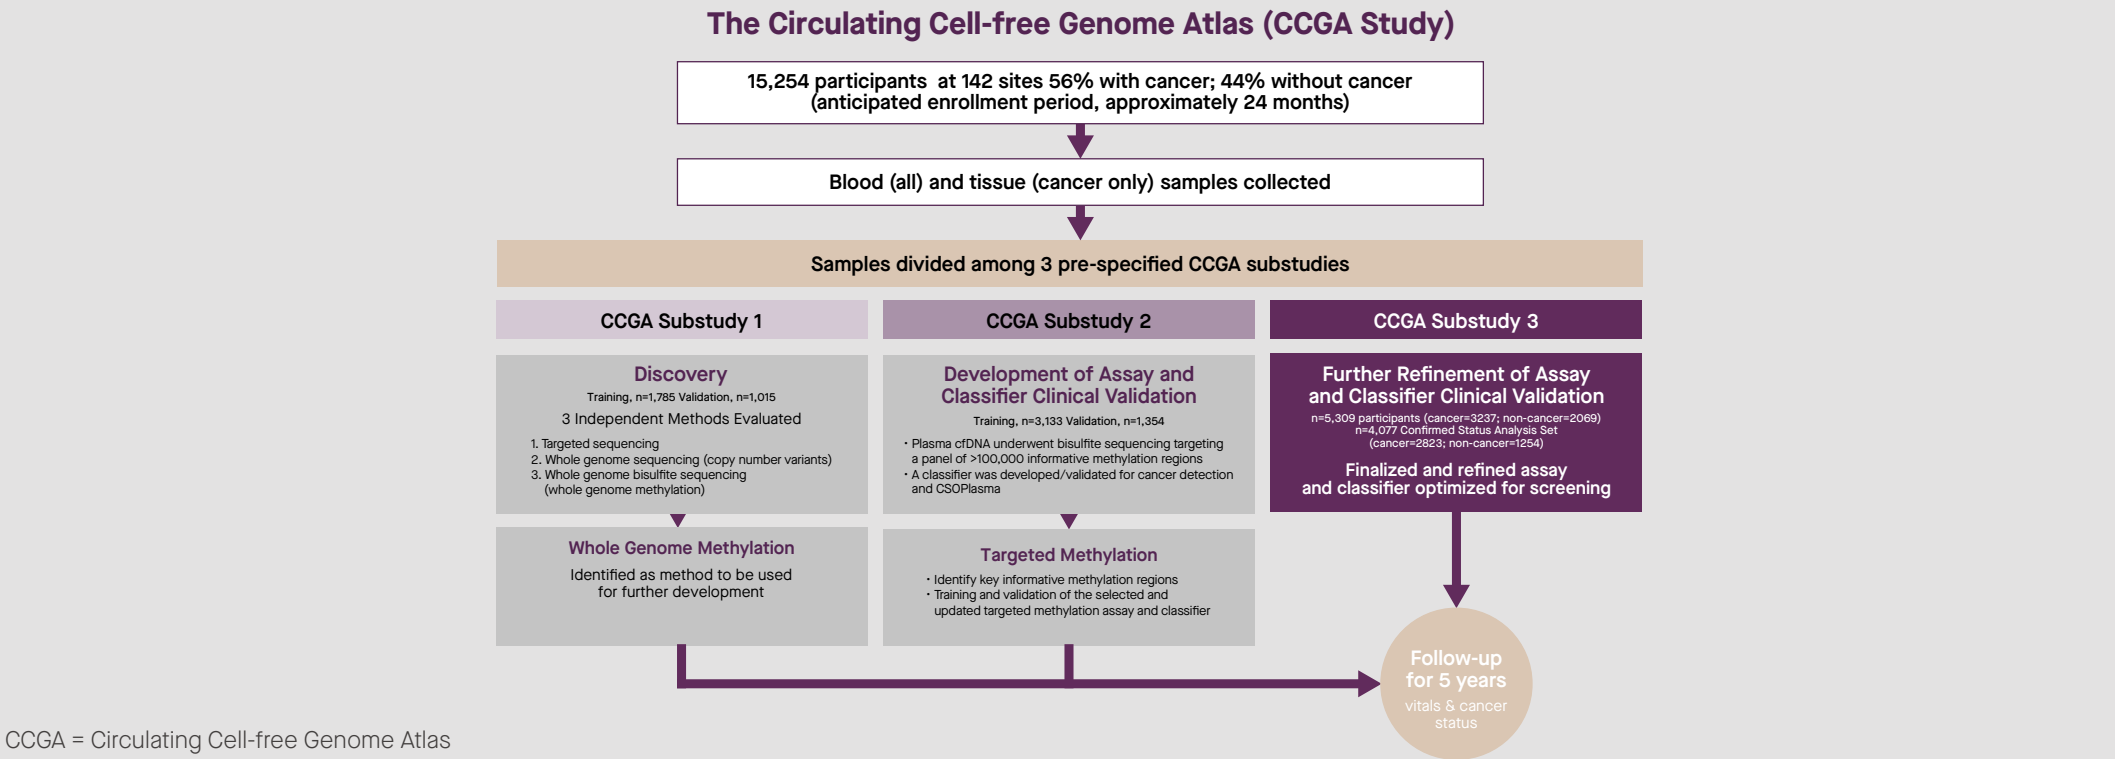 The Circulating Cell-free Genome Atlas (CCGA Study)
15,254 participants at 142 sites 56% with cancer; 44% without cancer
(anticipated enrollment period, approximately 24 months)
Blood (all) and tissue (cancer only) samples collected
Samples divided among 3 pre-specified CCGA substudies
CCGA Substudy 1
Discovery
Training, n=1,785 Validation, n=1,015
3 Independent Methods Evaluated
1. Targeted sequencing
2. Whole genome sequencing (copy number variants)
3. Whole genome bisulfite sequencing
(whole genome methylation)
Whole Genome Methylation
Identified as method to be used
for further development
CCGA Substudy 2
Development of Assay and
Classifier Clinical Validation
Training, n=3,133 Validation, n=1,354
• Plasma cfDNA underwent bisulfite sequencing targeting
a panel of >100,000 informative methylation regions
• A classifier was developed/validated for cancer detection
and CSOPlasma
Targeted Methylation
• Identify key informative methylation regions
• Training and validation of the selected and
updated targeted methylation assay and classifier
CCGA Substudy 3
Further Refinement of Assay
and Classifier Clinical Validation
n=5,309 participants (cancer=3237; non-cancer=2069)
n=4,077 Confirmed Status Analysis Set
(cancer=2823; non-cancer=1254)
Finalized and refined assay
and classifier optimized for screening
Follow-up
for 5 years
vitals & cancer
status
CCGA = Circulating Cell-free Genome Atlas